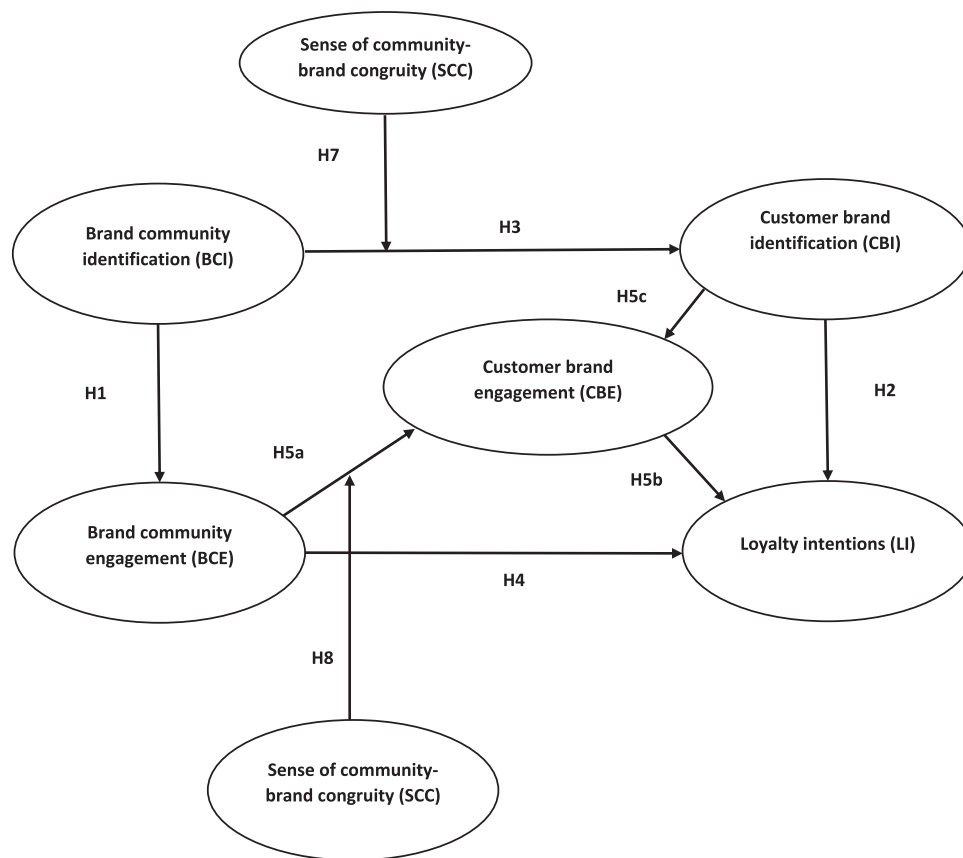 Sense of community-
brand congruity (SCC)
H7
Brand community
identification (BCI)
H3
Customer brand
identification (CBI)
H5c
Customer brand
engagement (CBE)
H1
H2
H5a
H5b
Brand community
engagement (BCE)
Loyalty intentions (LI)
H4
H8
Sense of community-
brand congruity (SCC)